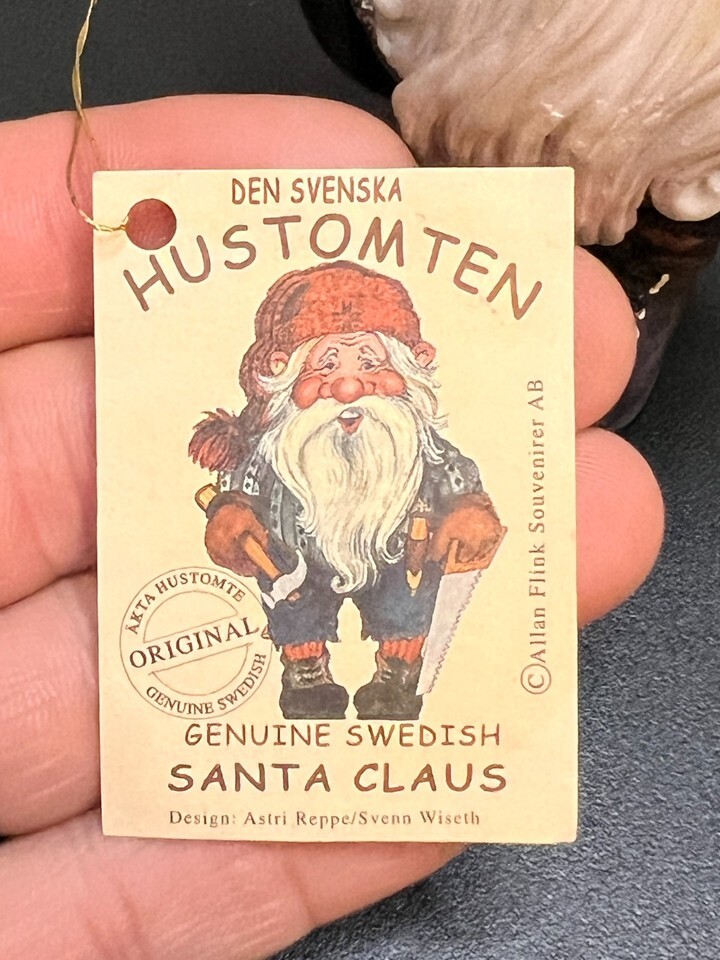 DEN SVENSKA
HUSTOMTEN
ÄKTA HUSTOMTE
ORIGINAL
GENUINE SWEDISH
©Allan Flink Souvenirer AB
GENUINE SWEDISH
SANTA CLAUS
Design: Astri Reppe/Svenn Wiseth